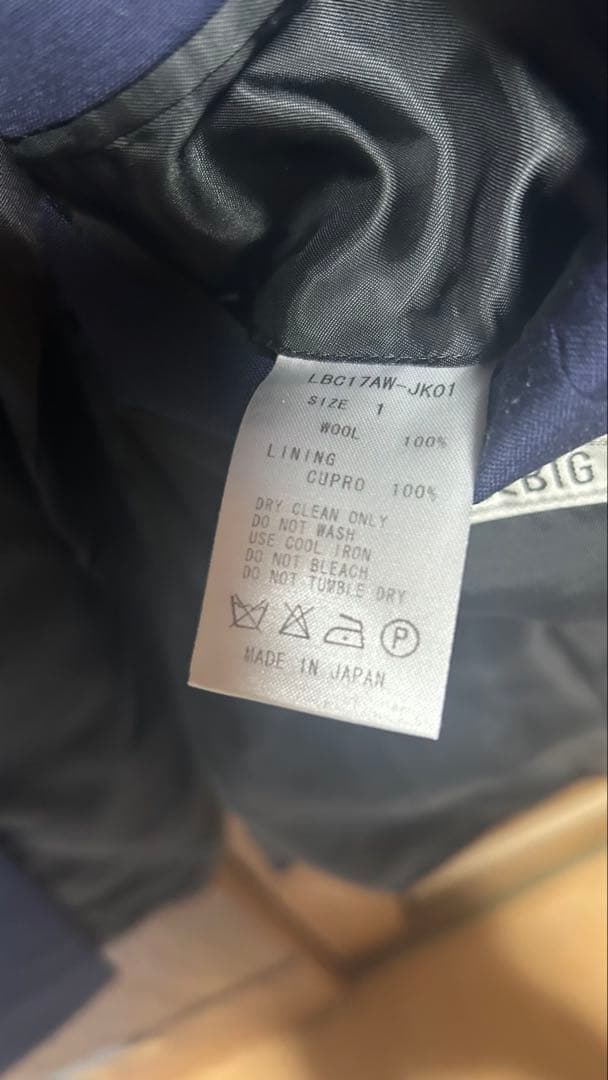 LBC17AW-JK01
SIZE 1
WOOL 100%
LINING
CUPRO 100%
DRY CLEAN ONLY
DO NOT WASH
USE COOL IRON
DO NOT BLEACH
DO NOT TUMBLE DRY
P
MADE IN JAPAN
BIG